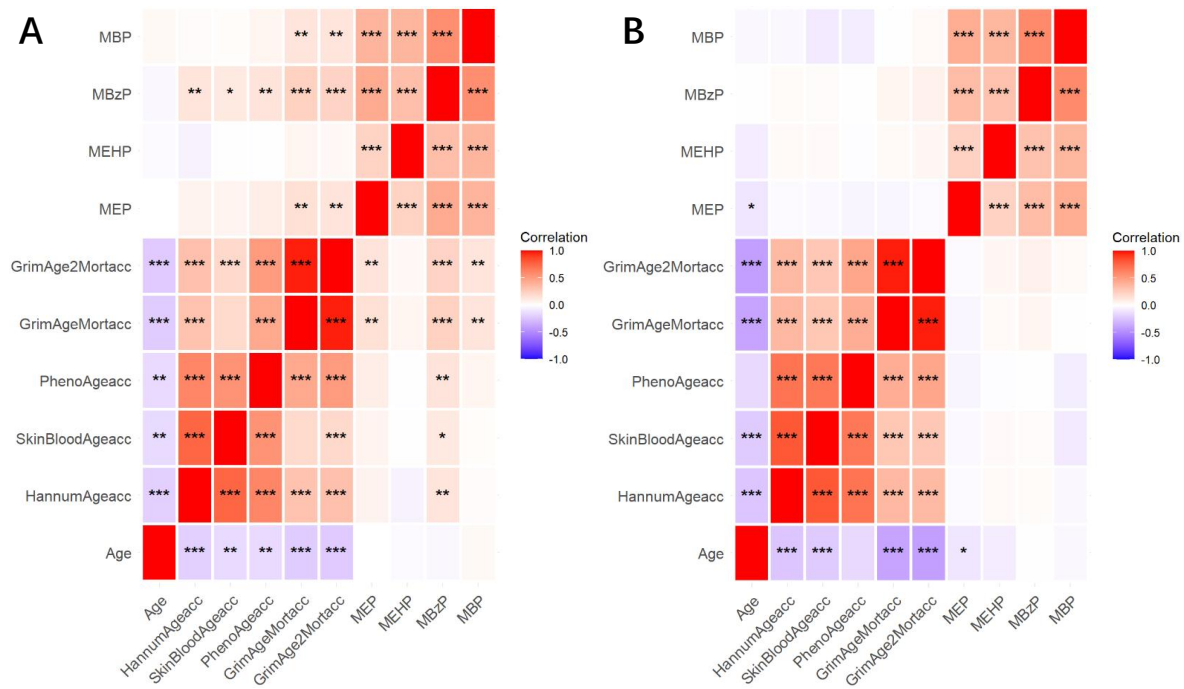 A
MBP ** ** *** *** ***
MBzP ** * ** *** *** *** *** ***
MEHP *** *** ***
MEP ** ** *** *** ***
GrimAge2Mortacc *** *** *** *** *** ** *** **
GrimAgeMortacc *** *** *** *** ** *** **
PhenoAgeacc ** *** *** *** *** **
SkinBloodAgeacc ** *** *** *** *
HannumAgeacc *** *** *** *** *** **
Age *** ** ** *** ***
Age
HannumAgeacc
SkinBloodAgeacc
PhenoAgeacc
GrimAgeMortacc
GrimAge2Mortacc
MEP
MEHP
MBzP
MBP
Correlation
1.0
0.5
0.0
-0.5
-1.0
B
MBP *** *** ***
MBzP *** *** ***
MEHP *** *** ***
MEP * *** *** ***
GrimAge2Mortacc *** *** *** *** ***
GrimAgeMortacc *** *** *** *** ***
PhenoAgeacc *** *** *** ***
SkinBloodAgeacc *** *** *** *** ***
HannumAgeacc *** *** *** *** ***
Age *** *** *** *** *
Age
HannumAgeacc
SkinBloodAgeacc
PhenoAgeacc
GrimAgeMortacc
GrimAge2Mortacc
MEP
MEHP
MBzP
MBP
Correlation
1.0
0.5
0.0
-0.5
-1.0